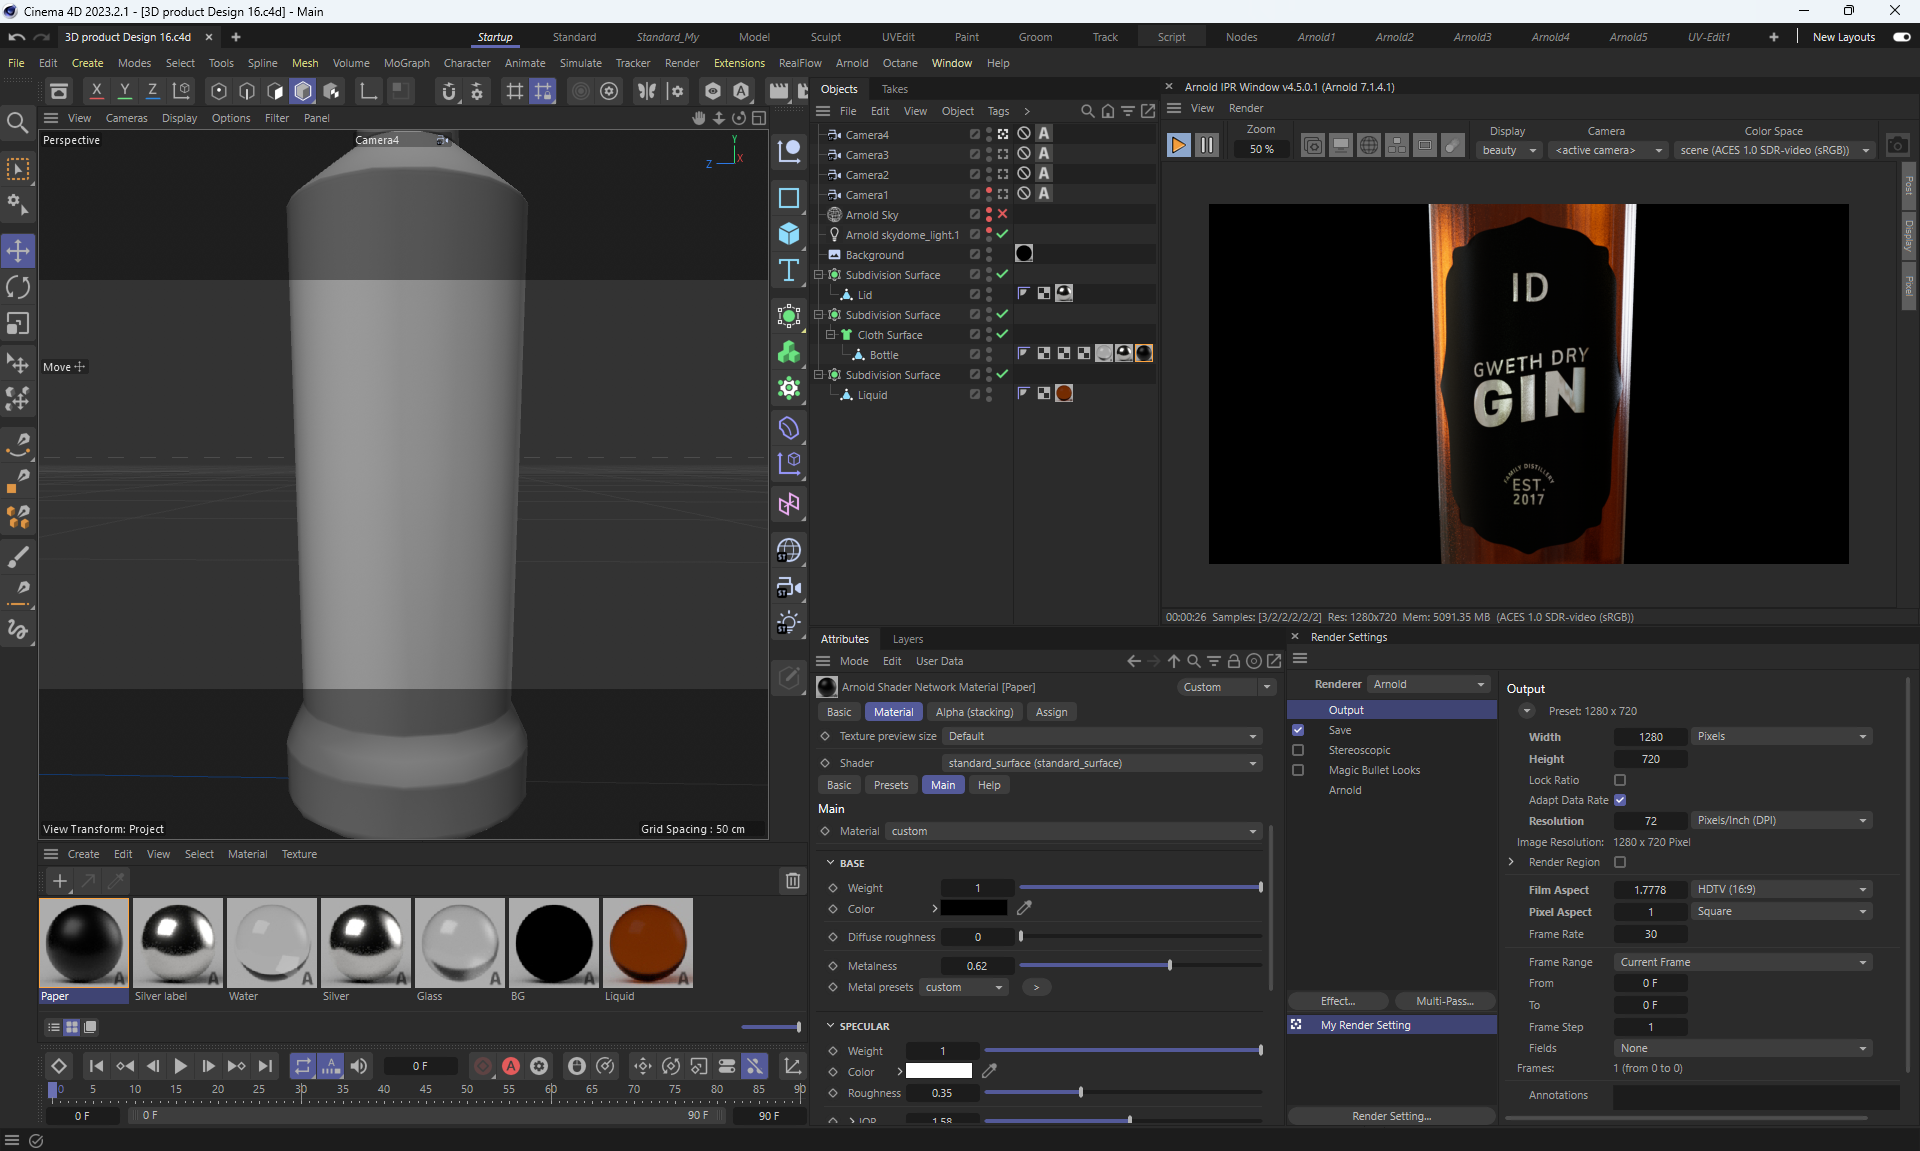 Cinema 4D 2023.2.1 - [3D product Design 16.c4d] - Main
3D product Design 16.c4d
Startup Standard Standard_My Model Sculpt UVEdit Paint Groom Track Script Nodes Arnold1 Arnold2 Arnold3 Arnold4 Arnold5 UV-Edit1 New Layouts
File Edit Create Modes Select Tools Spline Mesh Volume MoGraph Character Animate Simulate Tracker Render Extensions RealFlow Arnold Octane Window Help
X Y Z
View Cameras Display Options Filter Panel
Perspective
Camera4
Y
Z X
Move
View Transform: Project
Grid Spacing : 50 cm
Objects Takes
File Edit View Object Tags
Camera4
Camera3
Camera2
Camera1
Arnold Sky
Arnold skydome_light.1
Background
Subdivision Surface
Lid
Subdivision Surface
Cloth Surface
Bottle
Subdivision Surface
Liquid
Arnold IPR Window v4.5.0.1 (Arnold 7.1.4.1)
View Render
Zoom
50 %
Display
beauty
Camera
<active camera>
Color Space
scene (ACES 1.0 SDR-video (sRGB))
Post
Display
Pixel
ID
GWETH DRY
GIN
FAMILY DISTILLERY
EST.
2017
00:00:26 Samples: [3/2/2/2/2/2] Res: 1280x720 Mem: 5091.35 MB (ACES 1.0 SDR-video (sRGB))
Create Edit View Select Material Texture
Paper
Silver label
Water
Silver
Glass
BG
Liquid
0 F
0 5 10 15 20 25 30 35 40 45 50 55 60 65 70 75 80 85 90
0 F
0 F
90 F
90 F
Attributes Layers
Mode Edit User Data
Arnold Shader Network Material [Paper]
Custom
Basic Material Alpha (stacking) Assign
Texture preview size Default
Shader standard_surface (standard_surface)
Basic Presets Main Help
Main
Material custom
BASE
Weight 1
Color
Diffuse roughness 0
Metalness 0.62
Metal presets custom >
SPECULAR
Weight 1
Color
Roughness 0.35
IOR 1.58
Render Settings
Renderer Arnold
Output
Save
Stereoscopic
Magic Bullet Looks
Arnold
Effect...
Multi-Pass...
My Render Setting
Render Setting...
Output
Preset: 1280 x 720
Width 1280 Pixels
Height 720
Lock Ratio
Adapt Data Rate
Resolution 72 Pixels/Inch (DPI)
Image Resolution: 1280 x 720 Pixel
Render Region
Film Aspect 1.7778 HDTV (16:9)
Pixel Aspect 1 Square
Frame Rate 30
Frame Range Current Frame
From 0 F
To 0 F
Frame Step 1
Fields None
Frames: 1 (from 0 to 0)
Annotations